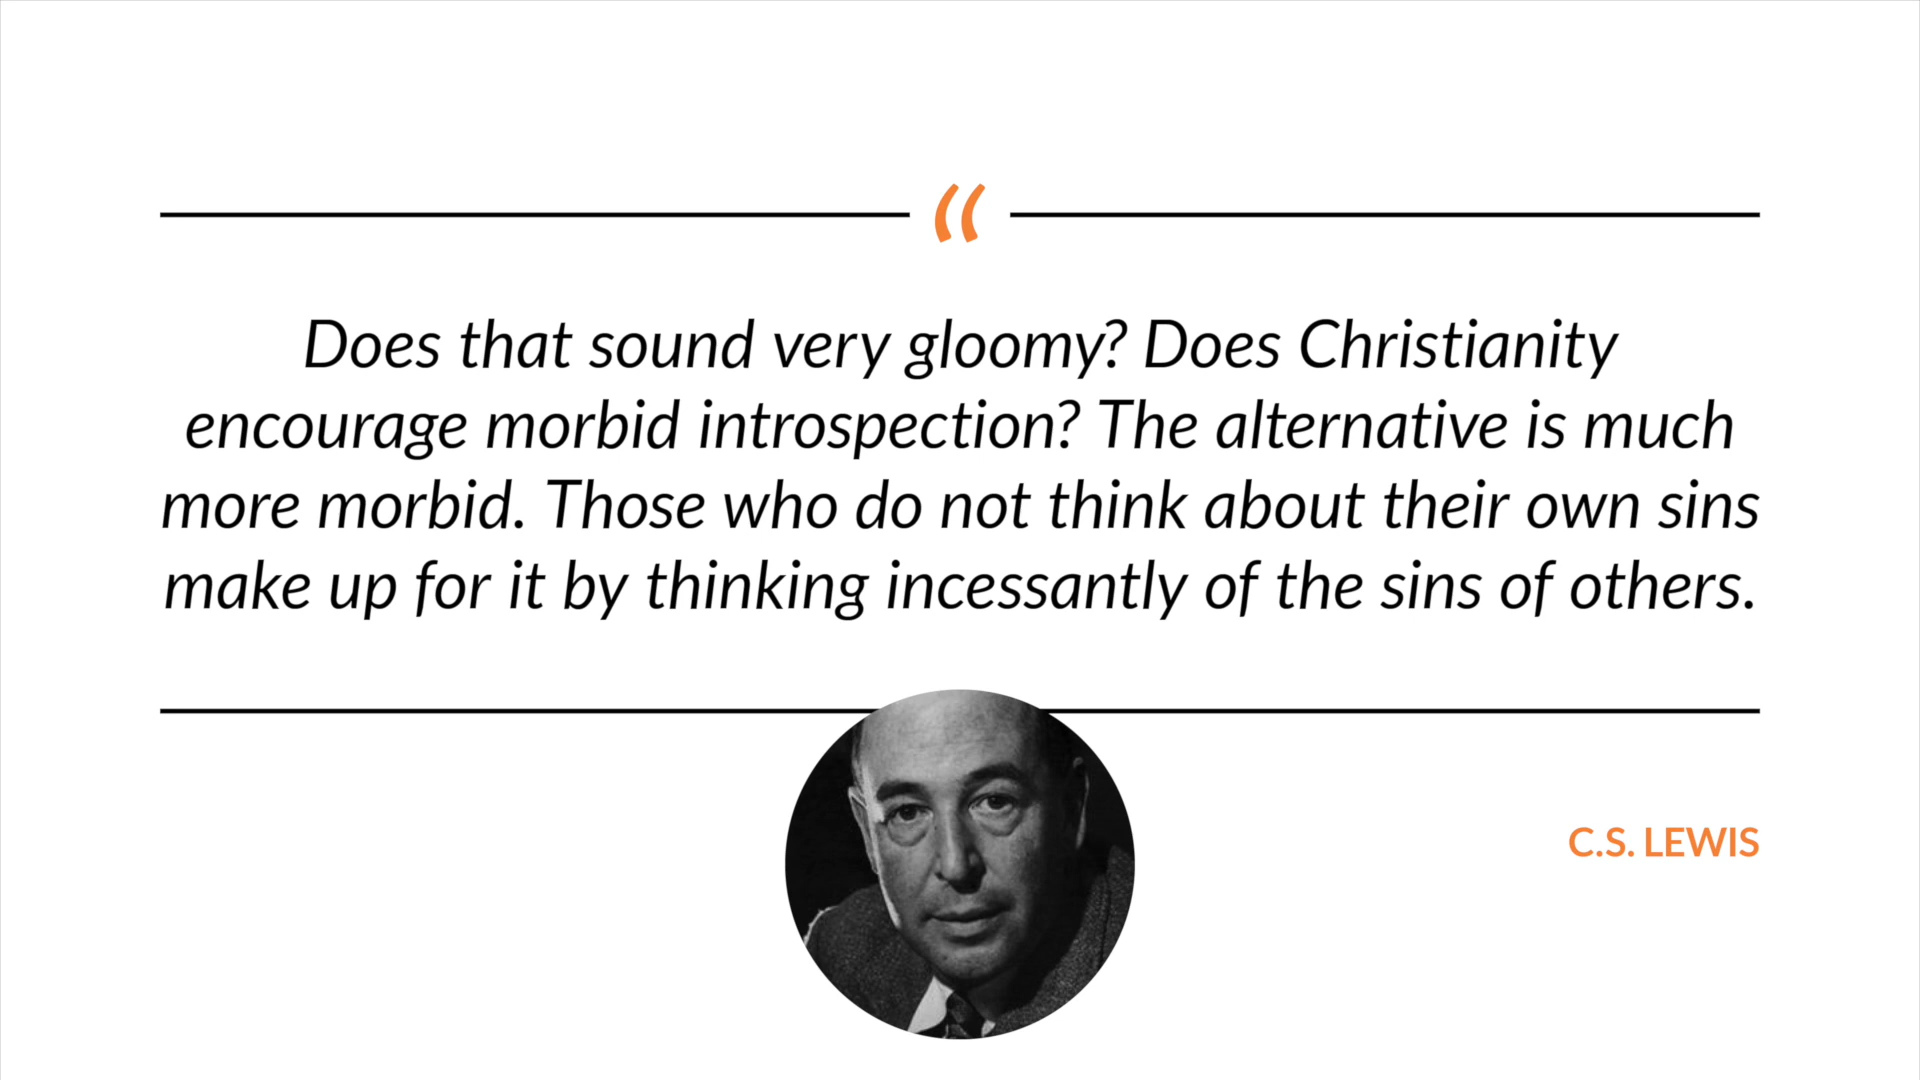 “
Does that sound very gloomy? Does Christianity
encourage morbid introspection? The alternative is much
more morbid. Those who do not think about their own sins
make up for it by thinking incessantly of the sins of others.
C.S. LEWIS